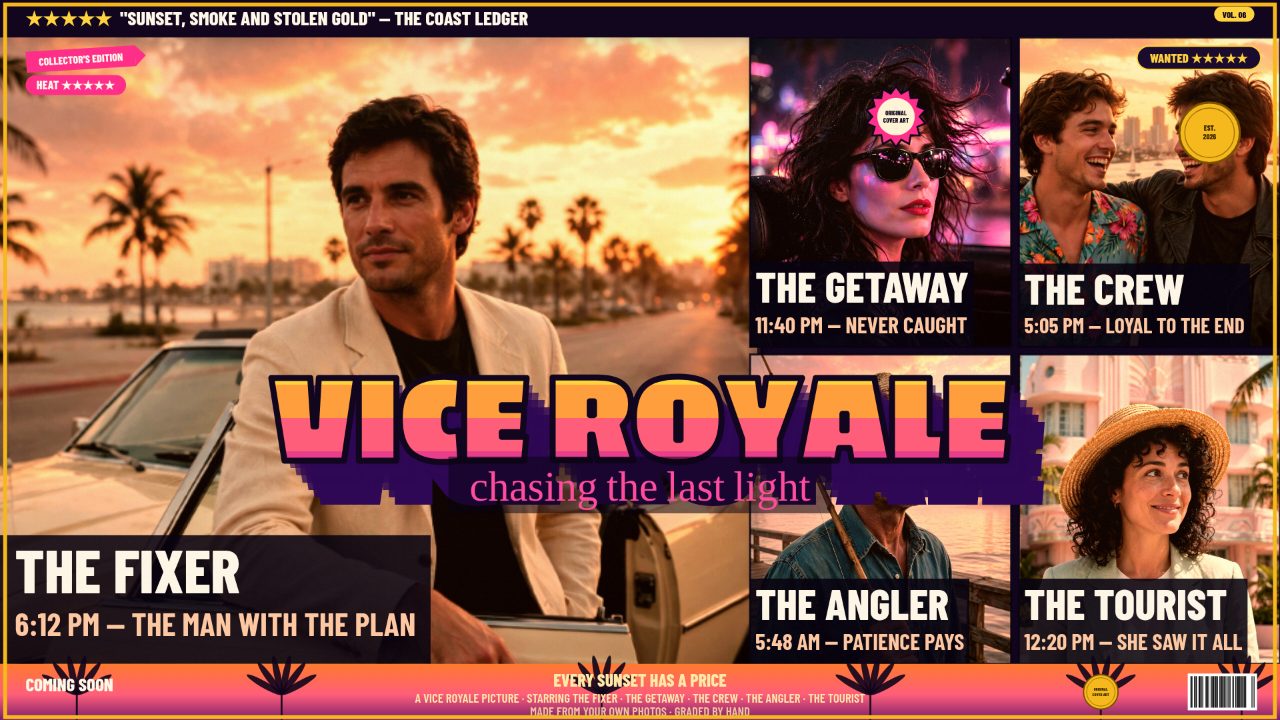 ★★★★★ "SUNSET, SMOKE AND STOLEN GOLD" — THE COAST LEDGER
VOL. 06
COLLECTOR'S EDITION
HEAT ★★★★★
ORIGINAL
COVER ART
WANTED ★★★★★
EST.
2026
THE GETAWAY
11:40 PM — NEVER CAUGHT
THE CREW
5:05 PM — LOYAL TO THE END
VICE ROYALE
chasing the last light
THE FIXER
6:12 PM — THE MAN WITH THE PLAN
THE ANGLER
5:48 AM — PATIENCE PAYS
THE TOURIST
12:20 PM — SHE SAW IT ALL
COMING SOON
EVERY SUNSET HAS A PRICE
A VICE ROYALE PICTURE · STARRING THE FIXER · THE GETAWAY · THE CREW · THE ANGLER · THE TOURIST
MADE FROM YOUR OWN PHOTOS · GRADED BY HAND
ORIGINAL
COVER ART